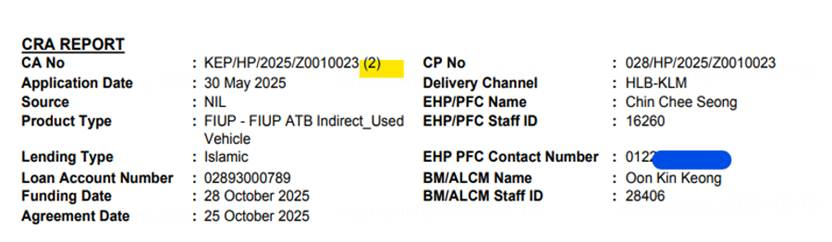 CRA REPORT
CA No : KEP/HP/2025/Z0010023 (2) CP No : 028/HP/2025/Z0010023
Application Date : 30 May 2025 Delivery Channel : HLB-KLM
Source : NIL EHP/PFC Name : Chin Chee Seong
Product Type : FIUP - FIUP ATB Indirect_Used EHP/PFC Staff ID : 16260
Vehicle
Lending Type : Islamic EHP PFC Contact Number : 0122
Loan Account Number : 02893000789 BM/ALCM Name : Oon Kin Keong
Funding Date : 28 October 2025 BM/ALCM Staff ID : 28406
Agreement Date : 25 October 2025